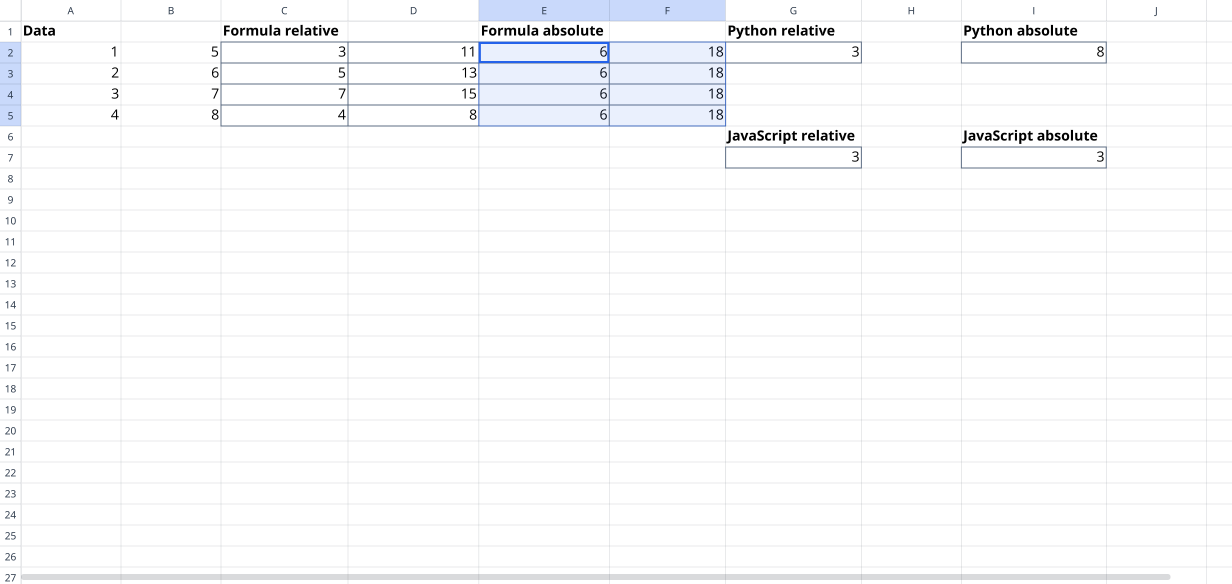 A B C D E F G H I J
1 Data Formula relative Formula absolute Python relative Python absolute
2 1 5 3 11 6 18 3 8
3 2 6 5 13 6 18
4 3 7 7 15 6 18
5 4 8 4 8 6 18
6 JavaScript relative JavaScript absolute
7 3 3
8
9
10
11
12
13
14
15
16
17
18
19
20
21
22
23
24
25
26
27